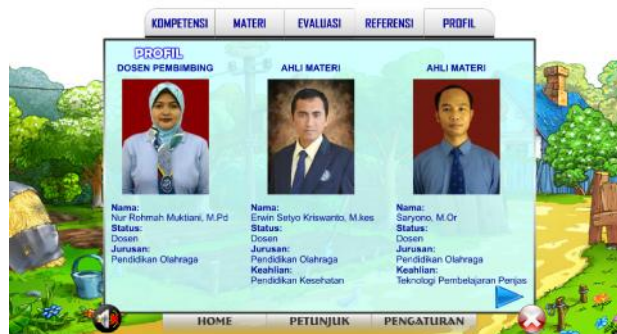 KOMPETENSI MATERI EVALUASI REFERENSI PROFIL
PROFIL
DOSEN PEMBIMBING
Nama:
Nur Rohmah Muktiani, M.Pd
Status:
Dosen
Jurusan:
Pendidikan Olahraga
AHLI MATERI
Nama:
Erwin Setyo Kriswanto, M.kes
Status:
Dosen
Jurusan:
Pendidikan Olahraga
Keahlian:
Pendidikan Kesehatan
AHLI MATERI
Nama:
Saryono, M.Or
Status:
Dosen
Jurusan:
Pendidikan Olahraga
Keahlian:
Teknologi Pembelajaran Penjas
HOME PETUNJUK PENGATURAN